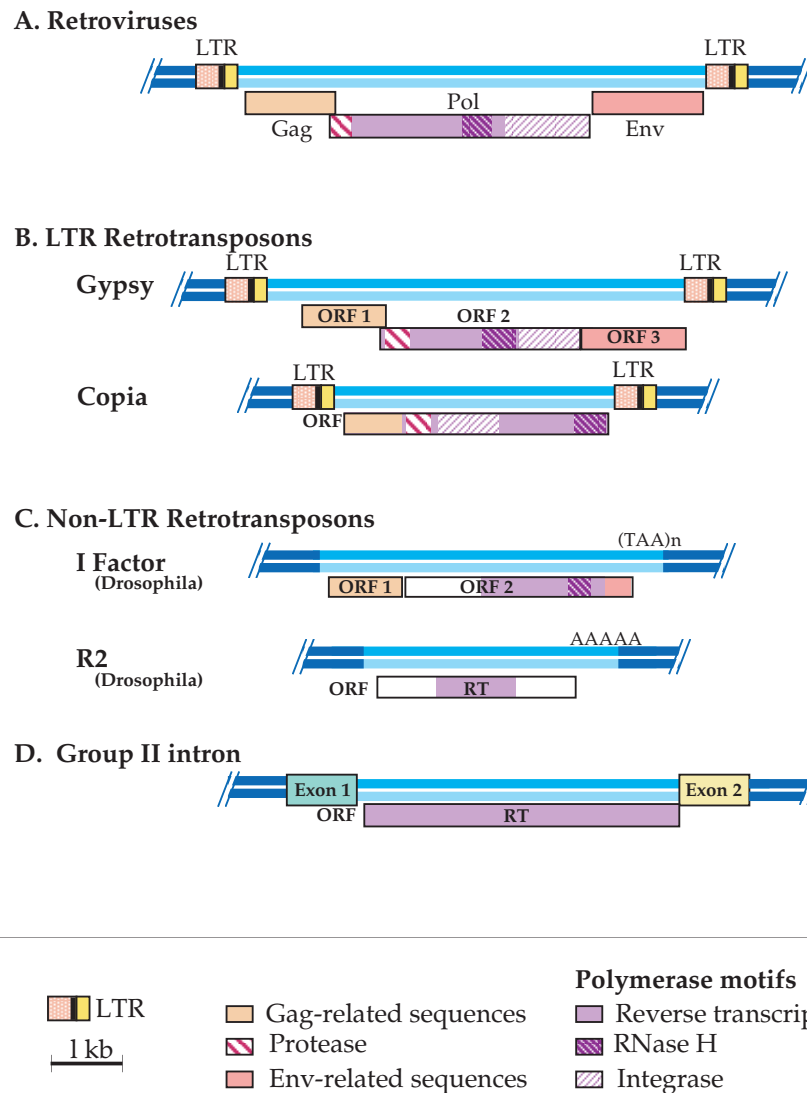 A. Retroviruses
LTR LTR
Pol
Gag Env
B. LTR Retrotransposons
LTR LTR
Gypsy
ORF 1 ORF 2
ORF 3
LTR LTR
Copia
ORF
C. Non-LTR Retrotransposons
(TAA)n
I Factor
(Drosophila) ORF 1 ORF 2
AAAAA
R2
(Drosophila) ORF RT
D. Group II intron
Exon 1 Exon 2
ORF RT
Polymerase motifs
LTR Gag-related sequences Reverse transcrip
1 kb Protease RNase H
Env-related sequences Integrase